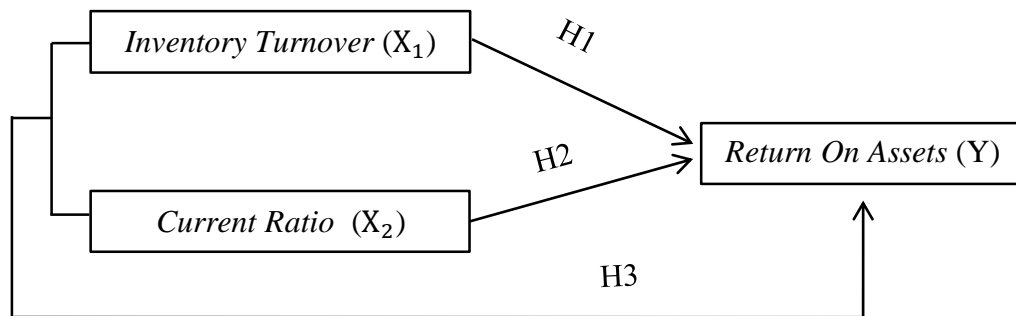 Inventory Turnover (X₁)
H1
Return On Assets (Y)
H2
Current Ratio (X₂)
H3